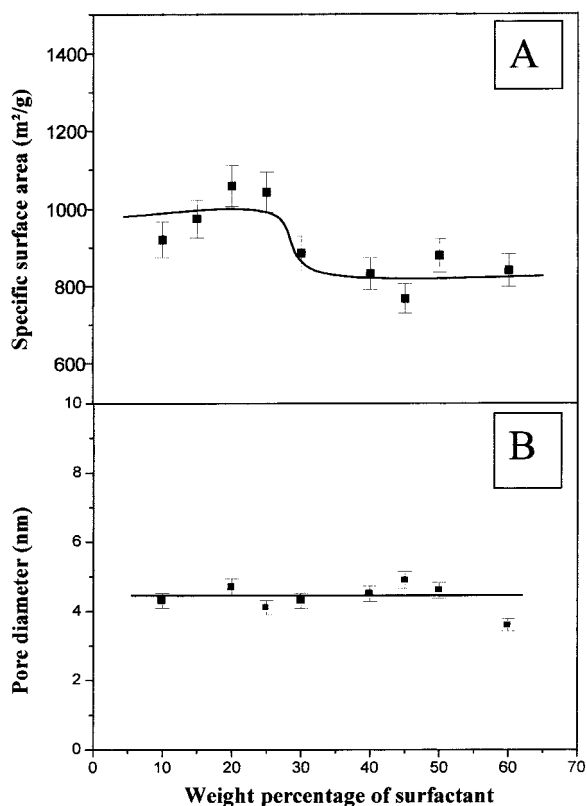 A
Specific surface area (m²/g)
1400
1200
1000
800
600
B
Pore diameter (nm)
10
8
6
4
2
0
0 10 20 30 40 50 60 70
Weight percentage of surfactant